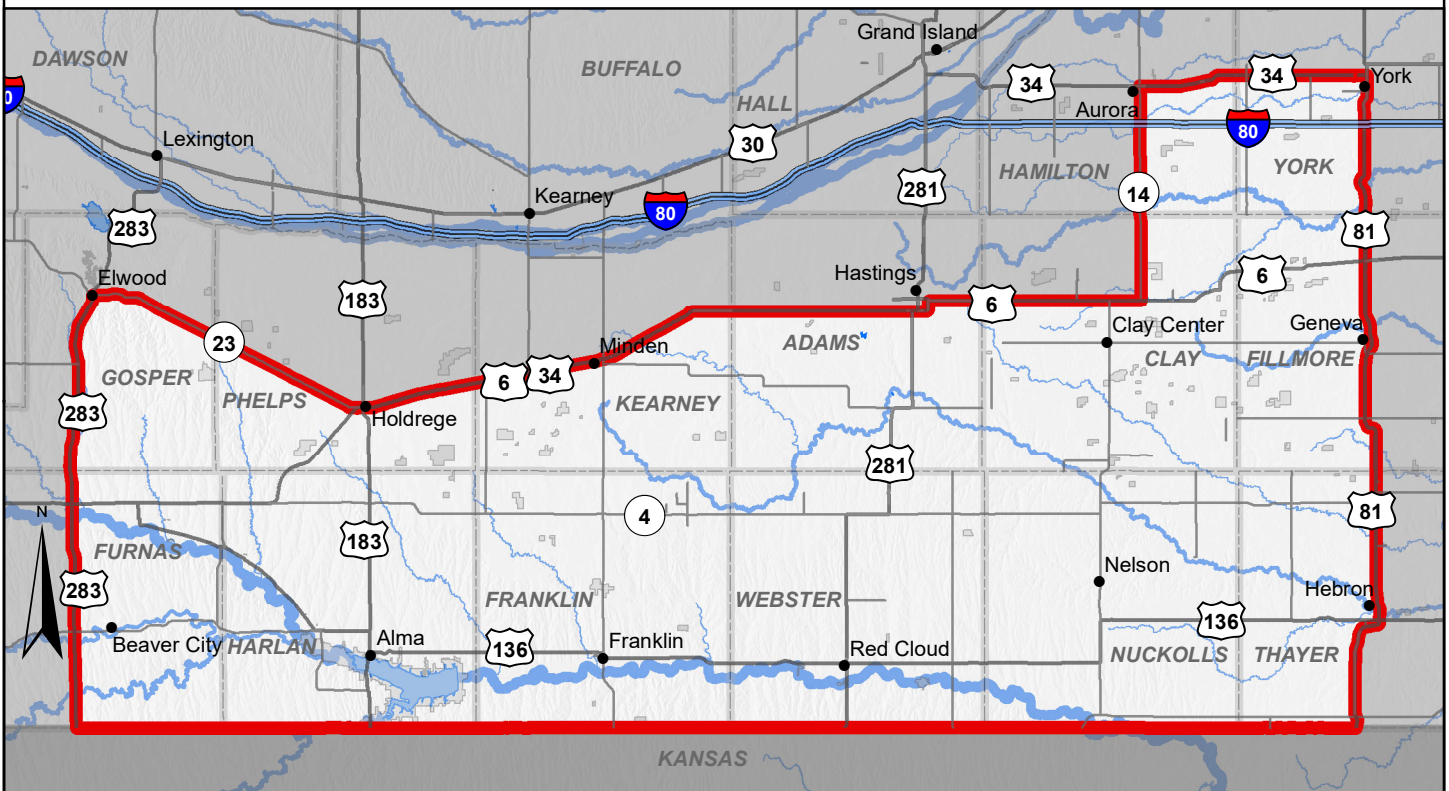 Grand Island
DAWSON
BUFFALO
34
34
York
0
HALL
Aurora
Lexington
30
80
HAMILTON
YORK
Kearney
281
14
80
283
81
Elwood
Hastings
6
183
6
Clay Center
Geneva
23
Minden
ADAMS
CLAY
FILLMORE
GOSPER
6
34
PHELPS
KEARNEY
283
Holdrege
281
4
81
N
183
FURNAS
Nelson
283
FRANKLIN
WEBSTER
Hebron
136
Beaver City
HARLAN
Alma
136
Franklin
Red Cloud
NUCKOLLS
THAYER
KANSAS